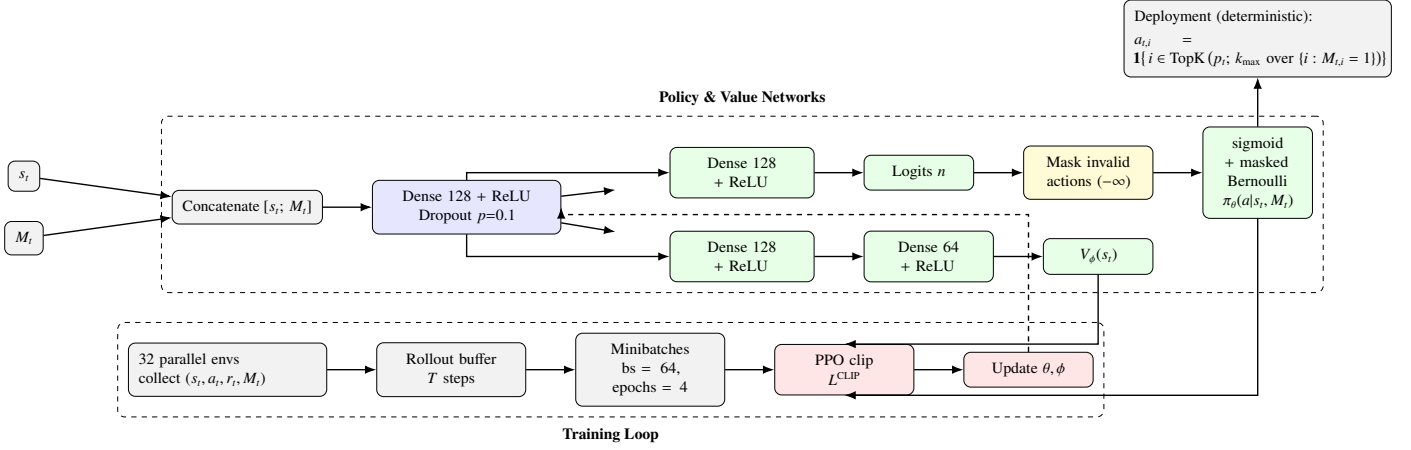 Deployment (deterministic):
a_{t,i} =
1{i ∈ TopK (p_t; k_max over {i : M_{t,i} = 1})}
Policy & Value Networks
s_t
M_t
Concatenate [s_t; M_t]
Dense 128 + ReLU
Dropout p=0.1
Dense 128
+ ReLU
Logits n
Mask invalid
actions (−∞)
sigmoid
+ masked
Bernoulli
π_θ(a|s_t, M_t)
Dense 128
+ ReLU
Dense 64
+ ReLU
V_ϕ(s_t)
32 parallel envs
collect (s_t, a_t, r_t, M_t)
Rollout buffer
T steps
Minibatches
bs = 64,
epochs = 4
PPO clip
L^{CLIP}
Update θ, ϕ
Training Loop